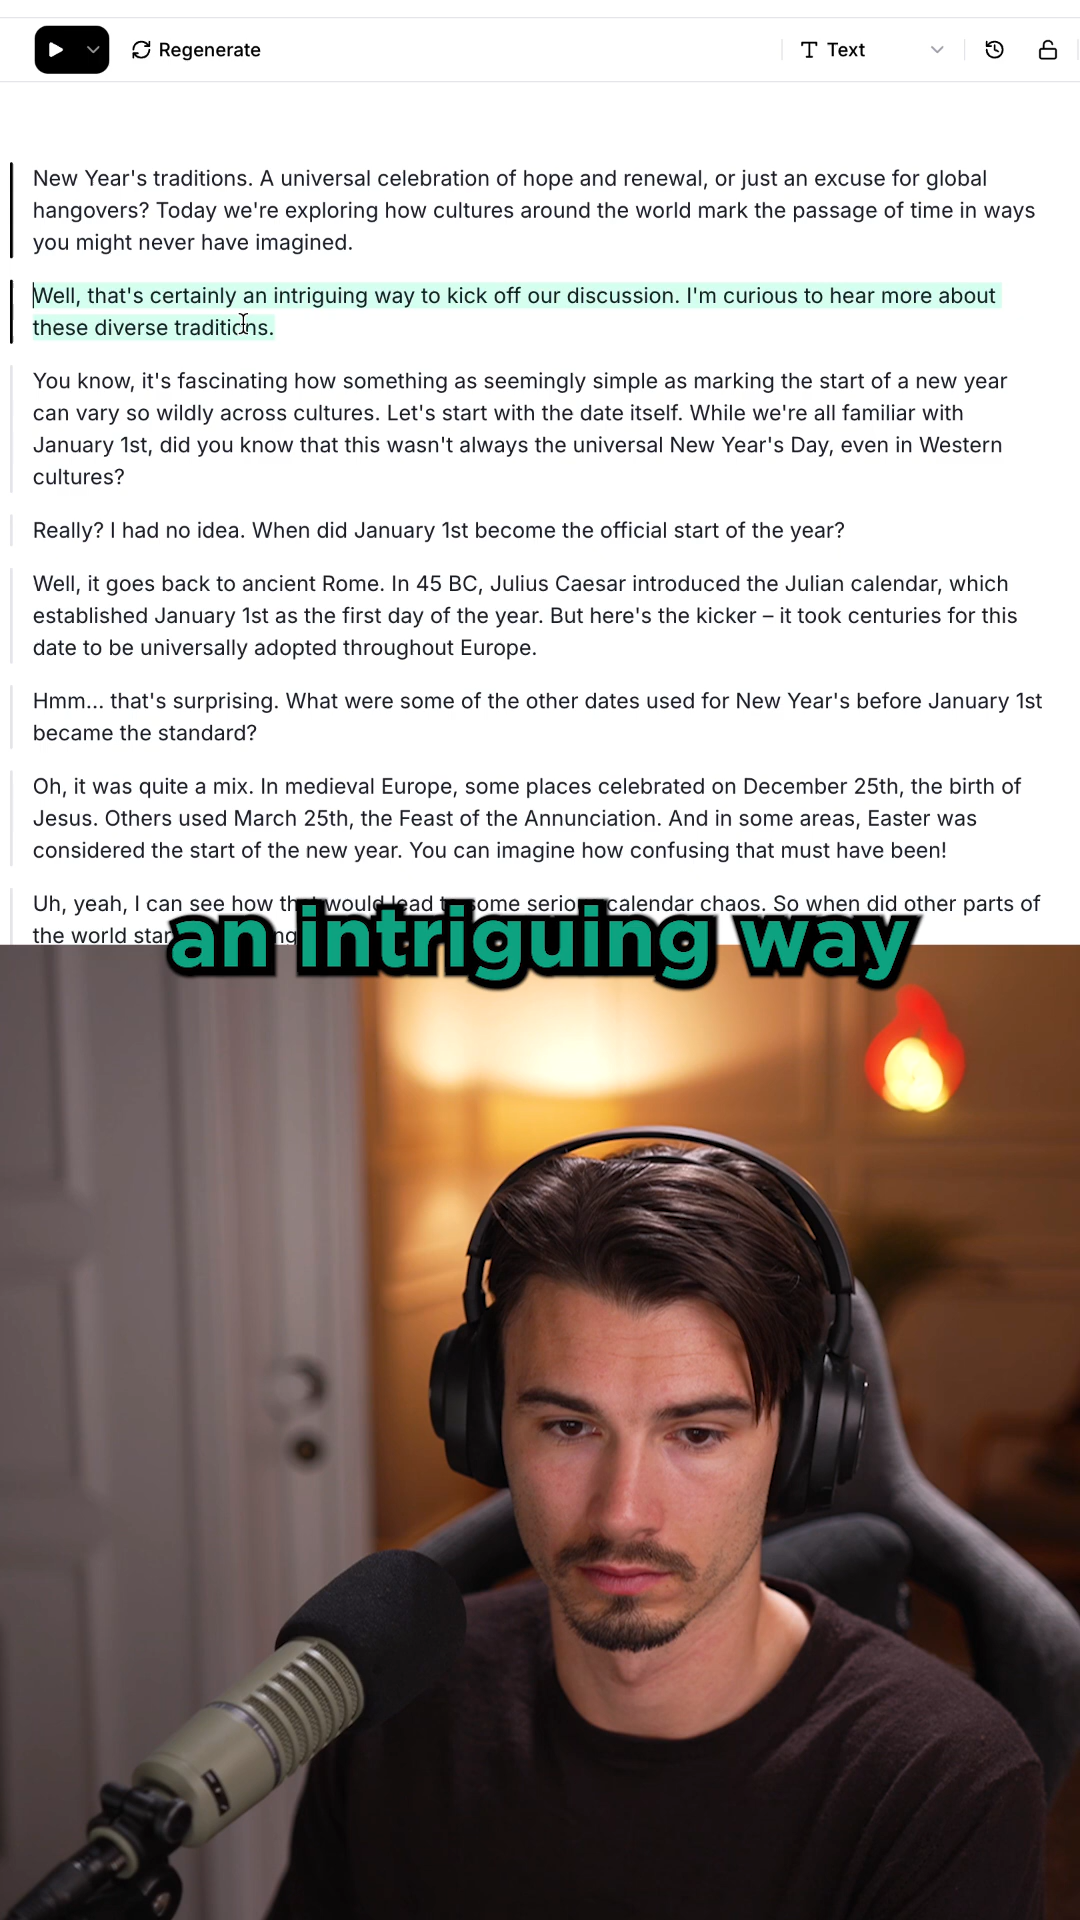 Regenerate
Text
New Year's traditions. A universal celebration of hope and renewal, or just an excuse for global
hangovers? Today we're exploring how cultures around the world mark the passage of time in ways
you might never have imagined.
Well, that's certainly an intriguing way to kick off our discussion. I'm curious to hear more about
these diverse traditions.
You know, it's fascinating how something as seemingly simple as marking the start of a new year
can vary so wildly across cultures. Let's start with the date itself. While we're all familiar with
January 1st, did you know that this wasn't always the universal New Year's Day, even in Western
cultures?
Really? I had no idea. When did January 1st become the official start of the year?
Well, it goes back to ancient Rome. In 45 BC, Julius Caesar introduced the Julian calendar, which
established January 1st as the first day of the year. But here's the kicker – it took centuries for this
date to be universally adopted throughout Europe.
Hmm... that's surprising. What were some of the other dates used for New Year's before January 1st
became the standard?
Oh, it was quite a mix. In medieval Europe, some places celebrated on December 25th, the birth of
Jesus. Others used March 25th, the Feast of the Annunciation. And in some areas, Easter was
considered the start of the new year. You can imagine how confusing that must have been!
Uh, yeah, I can see how that would lead to some serious calendar chaos. So when did other parts of
the world
an intriguing way